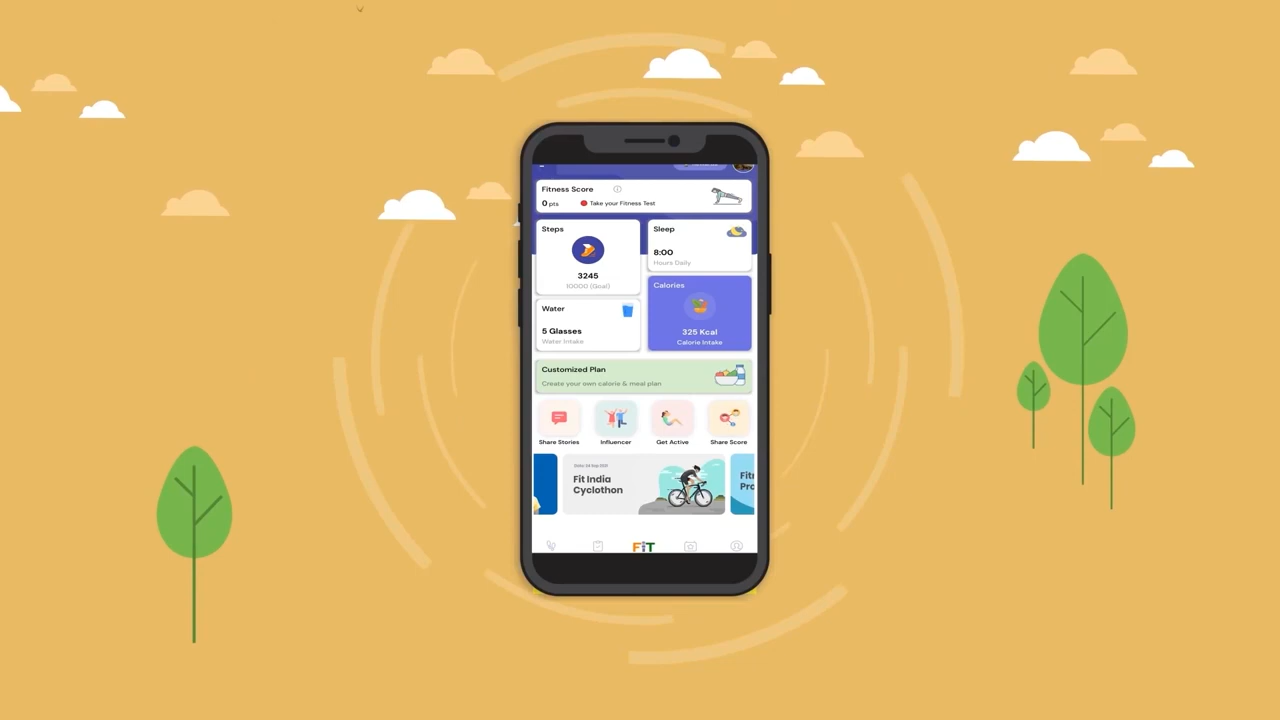 Fitness Score
0 pts
Take your Fitness Test
Steps
3245
10000 (Goal)
Sleep
8:00
Hours Daily
Water
5 Glasses
Water Intake
Calories
325 Kcal
Calorie Intake
Customized Plan
Create your own calorie & meal plan
Share Stories
Influencer
Get Active
Share Score
Fit India
Cyclothon
FiT